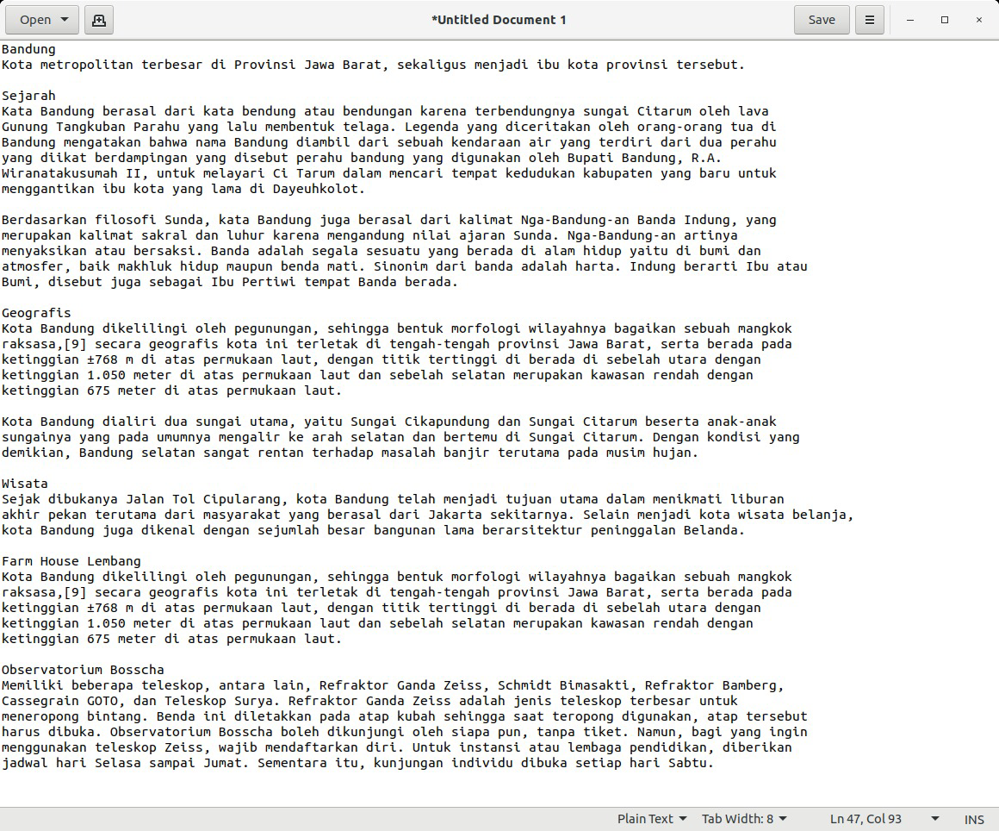 Open
*Untitled Document 1
Save
Bandung
Kota metropolitan terbesar di Provinsi Jawa Barat, sekaligus menjadi ibu kota provinsi tersebut.

Sejarah
Kata Bandung berasal dari kata bendung atau bendungan karena terbendungnya sungai Citarum oleh lava
Gunung Tangkuban Parahu yang lalu membentuk telaga. Legenda yang diceritakan oleh orang-orang tua di
Bandung mengatakan bahwa nama Bandung diambil dari sebuah kendaraan air yang terdiri dari dua perahu
yang diikat berdampingan yang disebut perahu bandung yang digunakan oleh Bupati Bandung, R.A.
Wiranatakusumah II, untuk melayari Ci Tarum dalam mencari tempat kedudukan kabupaten yang baru untuk
menggantikan ibu kota yang lama di Dayeuhkolot.

Berdasarkan filosofi Sunda, kata Bandung juga berasal dari kalimat Nga-Bandung-an Banda Indung, yang
merupakan kalimat sakral dan luhur karena mengandung nilai ajaran Sunda. Nga-Bandung-an artinya
menyaksikan atau bersaksi. Banda adalah segala sesuatu yang berada di alam hidup yaitu di bumi dan
atmosfer, baik makhluk hidup maupun benda mati. Sinonim dari banda adalah harta. Indung berarti Ibu atau
Bumi, disebut juga sebagai Ibu Pertiwi tempat Banda berada.

Geografis
Kota Bandung dikelilingi oleh pegunungan, sehingga bentuk morfologi wilayahnya bagaikan sebuah mangkok
raksasa,[9] secara geografis kota ini terletak di tengah-tengah provinsi Jawa Barat, serta berada pada
ketinggian ±768 m di atas permukaan laut, dengan titik tertinggi di berada di sebelah utara dengan
ketinggian 1.050 meter di atas permukaan laut dan sebelah selatan merupakan kawasan rendah dengan
ketinggian 675 meter di atas permukaan laut.

Kota Bandung dialiri dua sungai utama, yaitu Sungai Cikapundung dan Sungai Citarum beserta anak-anak
sungainya yang pada umumnya mengalir ke arah selatan dan bertemu di Sungai Citarum. Dengan kondisi yang
demikian, Bandung selatan sangat rentan terhadap masalah banjir terutama pada musim hujan.

Wisata
Sejak dibukanya Jalan Tol Cipularang, kota Bandung telah menjadi tujuan utama dalam menikmati liburan
akhir pekan terutama dari masyarakat yang berasal dari Jakarta sekitarnya. Selain menjadi kota wisata belanja,
kota Bandung juga dikenal dengan sejumlah besar bangunan lama berarsitektur peninggalan Belanda.

Farm House Lembang
Kota Bandung dikelilingi oleh pegunungan, sehingga bentuk morfologi wilayahnya bagaikan sebuah mangkok
raksasa,[9] secara geografis kota ini terletak di tengah-tengah provinsi Jawa Barat, serta berada pada
ketinggian ±768 m di atas permukaan laut, dengan titik tertinggi di berada di sebelah utara dengan
ketinggian 1.050 meter di atas permukaan laut dan sebelah selatan merupakan kawasan rendah dengan
ketinggian 675 meter di atas permukaan laut.

Observatorium Bosscha
Memiliki beberapa teleskop, antara lain, Refraktor Ganda Zeiss, Schmidt Bimasakti, Refraktor Bamberg,
Cassegrain GOTO, dan Teleskop Surya. Refraktor Ganda Zeiss adalah jenis teleskop terbesar untuk
meneropong bintang. Benda ini diletakkan pada atap kubah sehingga saat teropong digunakan, atap tersebut
harus dibuka. Observatorium Bosscha boleh dikunjungi oleh siapa pun, tanpa tiket. Namun, bagi yang ingin
menggunakan teleskop Zeiss, wajib mendaftarkan diri. Untuk instansi atau lembaga pendidikan, diberikan
jadwal hari Selasa sampai Jumat. Sementara itu, kunjungan individu dibuka setiap hari Sabtu.

Plain Text
Tab Width: 8
Ln 47, Col 93
INS